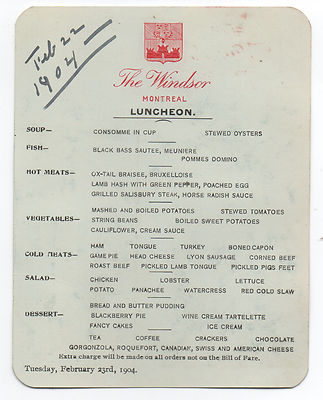 Feb 22
1904
The Windsor
MONTREAL
LUNCHEON.
SOUP— CONSOMME IN CUP STEWED OYSTERS
FISH— BLACK BASS SAUTEE, MEUNIERE
POMMES DOMINO
HOT MEATS— OX-TAIL BRAISEE, BRUXELLOISE
LAMB HASH WITH GREEN PEPPER, POACHED EGG
GRILLED SALISBURY STEAK, HORSE RADISH SAUCE
VEGETABLES— MASHED AND BOILED POTATOES STEWED TOMATOES
STRING BEANS BOILED SWEET POTATOES
CAULIFLOWER, CREAM SAUCE
COLD MEATS— HAM TONGUE TURKEY BONED CAPON
GAME PIE HEAD CHEESE LYON SAUSAGE CORNED BEEF
ROAST BEEF PICKLED LAMB TONGUE PICKLED PIGS FEET
SALAD— CHICKEN LOBSTER LETTUCE
POTATO PANACHEE WATERCRESS RED COLD SLAW
DESSERT— BREAD AND BUTTER PUDDING
BLACKBERRY PIE WINE CREAM TARTELETTE
FANCY CAKES ICE CREAM
TEA COFFEE CRACKERS CHOCOLATE
GORGONZOLA, ROQUEFORT, CANADIAN, SWISS AND AMERICAN CHEESE
Extra charge will be made on all orders not on the Bill of Fare.
Tuesday, February 23rd, 1904.